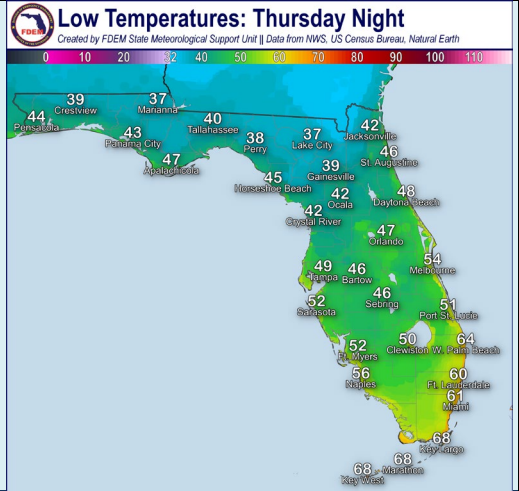 FDEM
Low Temperatures: Thursday Night
Created by FDEM State Meteorological Support Unit || Data from NWS, US Census Bureau, Natural Earth
0 10 20 32 40 50 60 70 80 90 100 110
39
Crestview
37
Marianna
44
Pensacola
43
Panama City
40
Tallahassee
47
Apalachicola
38
Perry
37
Lake City
42
Jacksonville
46
St. Augustine
39
Gainesville
45
Horseshoe Beach
42
Ocala
48
Daytona Beach
42
Crystal River
47
Orlando
54
Melbourne
49
Tampa
46
Bartow
46
Sebring
52
Sarasota
51
Port St. Lucie
50
Clewiston
64
W. Palm Beach
52
Ft. Myers
56
Naples
60
Ft. Lauderdale
61
Miami
68
Key Largo
68
Marathon
68
Key West